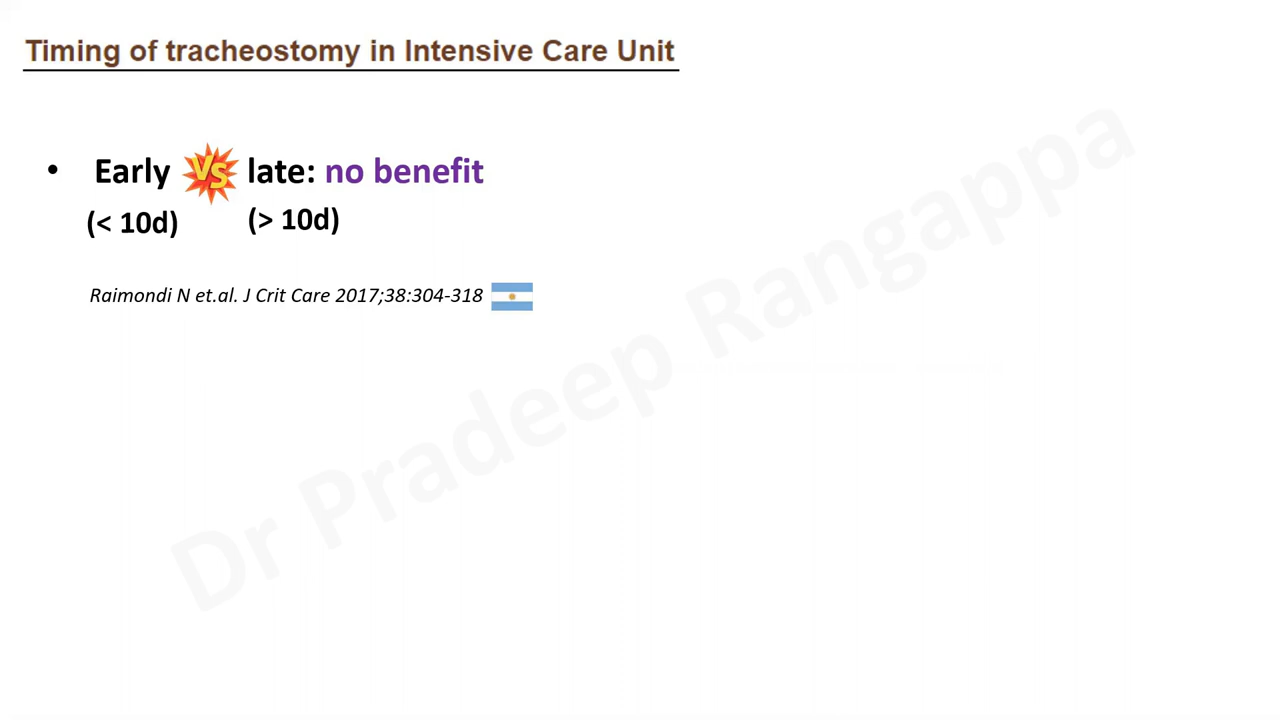 Timing of tracheostomy in Intensive Care Unit
• Early VS late: no benefit
(< 10d) (> 10d)
Raimondi N et.al. J Crit Care 2017;38:304-318
Dr Pradeep Rangappa